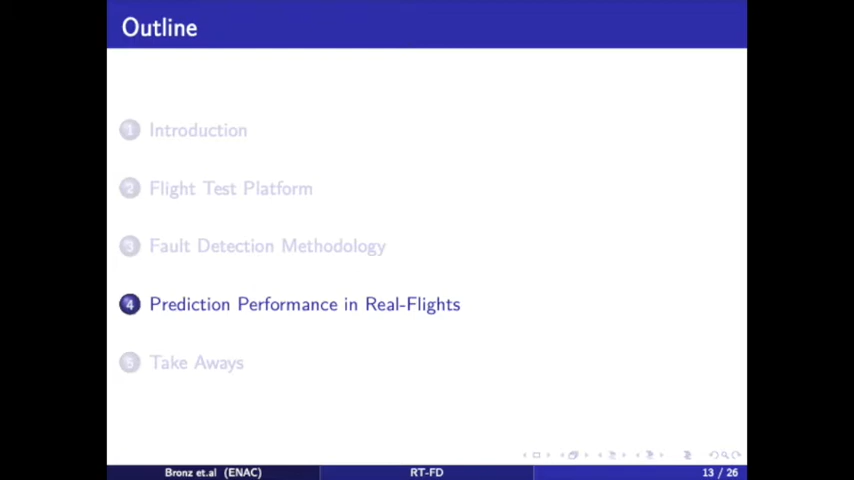 Outline
1 Introduction
2 Flight Test Platform
3 Fault Detection Methodology
4 Prediction Performance in Real-Flights
5 Take Aways
Bronz et.al (ENAC) RT-FD 13 / 26